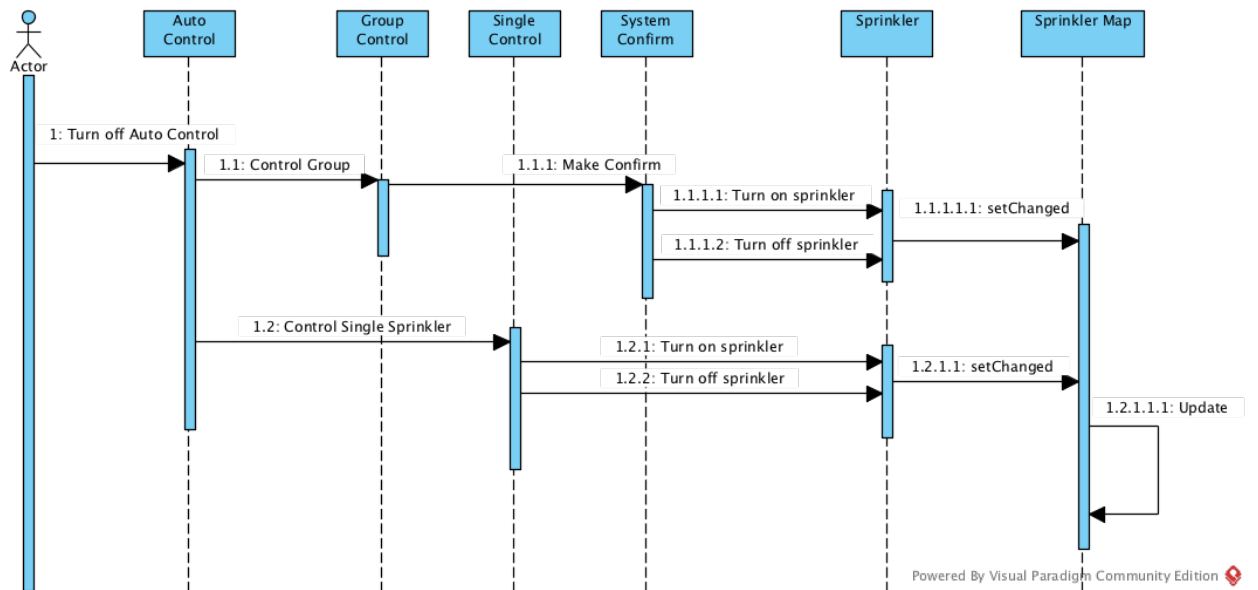 Actor
Auto
Control
Group
Control
Single
Control
System
Confirm
Sprinkler
Sprinkler Map
1: Turn off Auto Control
1.1: Control Group
1.1.1: Make Confirm
1.1.1.1: Turn on sprinkler
1.1.1.1.1: setChanged
1.1.1.2: Turn off sprinkler
1.2: Control Single Sprinkler
1.2.1: Turn on sprinkler
1.2.1.1: setChanged
1.2.2: Turn off sprinkler
1.2.1.1.1: Update
Powered By Visual Paradigm Community Edition